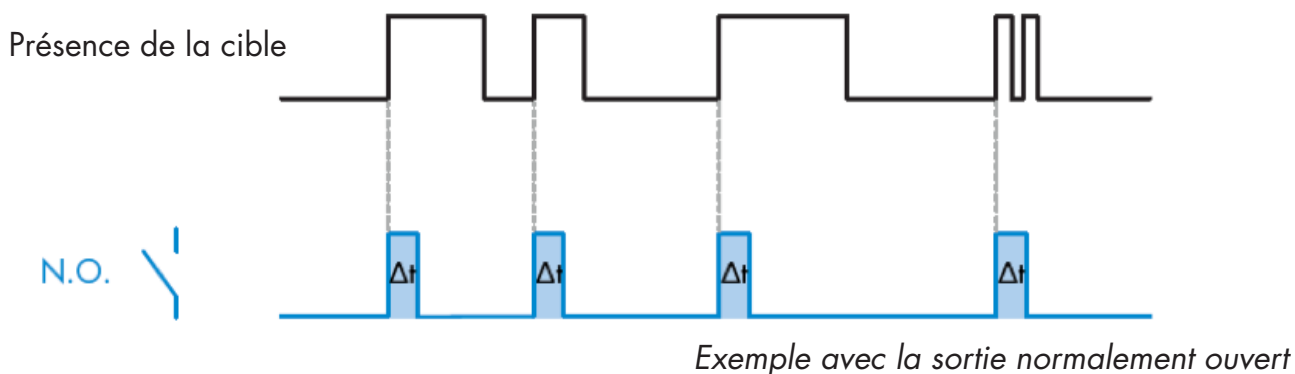 Présence de la cible
N.O.
Δt Δt Δt Δt
Exemple avec la sortie normalement ouvert